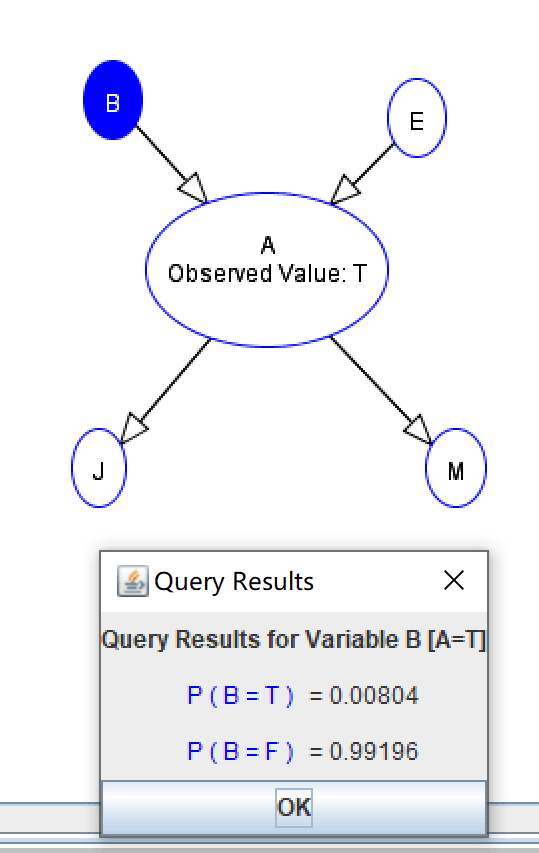 B
E
A
Observed Value: T
J
M
Query Results
Query Results for Variable B [A=T]
P ( B = T ) = 0.00804
P ( B = F ) = 0.99196
OK